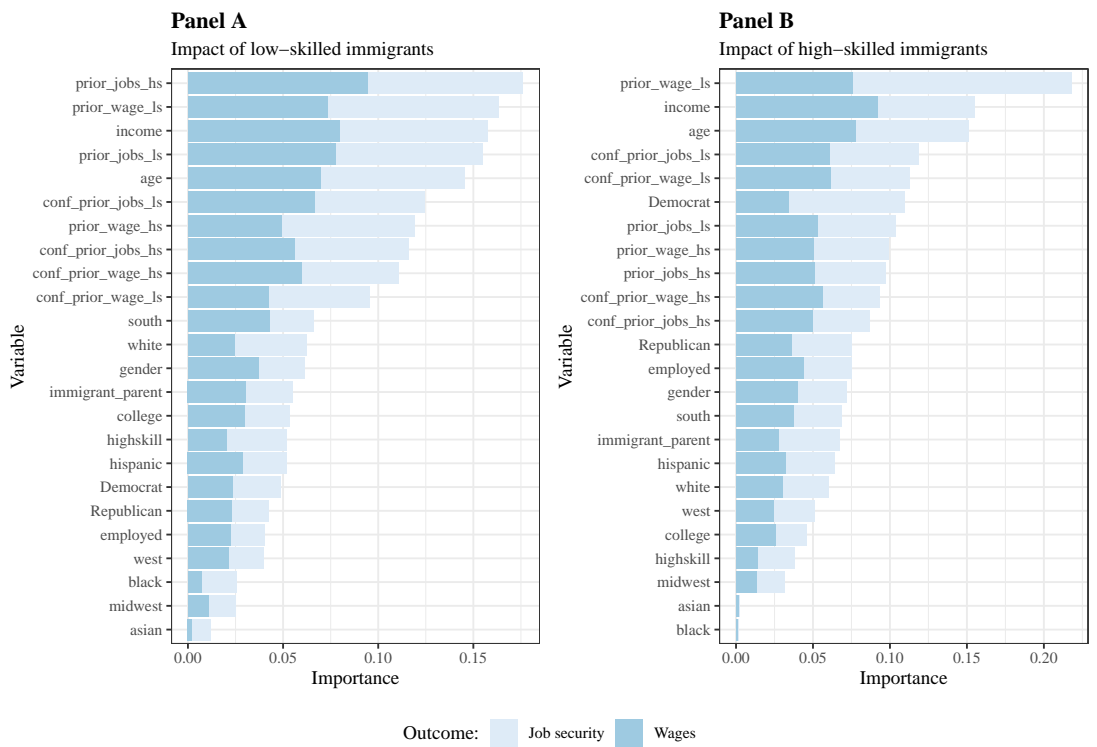 Panel A
Impact of low−skilled immigrants
prior_jobs_hs
prior_wage_ls
income
prior_jobs_ls
age
conf_prior_jobs_ls
prior_wage_hs
conf_prior_jobs_hs
conf_prior_wage_hs
conf_prior_wage_ls
south
white
gender
immigrant_parent
college
highskill
hispanic
Democrat
Republican
employed
west
black
midwest
asian
Variable
0.00 0.05 0.10 0.15
Importance
Panel B
Impact of high−skilled immigrants
prior_wage_ls
income
age
conf_prior_jobs_ls
conf_prior_wage_ls
Democrat
prior_jobs_ls
prior_wage_hs
prior_jobs_hs
conf_prior_wage_hs
conf_prior_jobs_hs
Republican
employed
gender
south
immigrant_parent
hispanic
white
west
college
highskill
midwest
asian
black
Variable
0.00 0.05 0.10 0.15 0.20
Importance
Outcome: Job security Wages